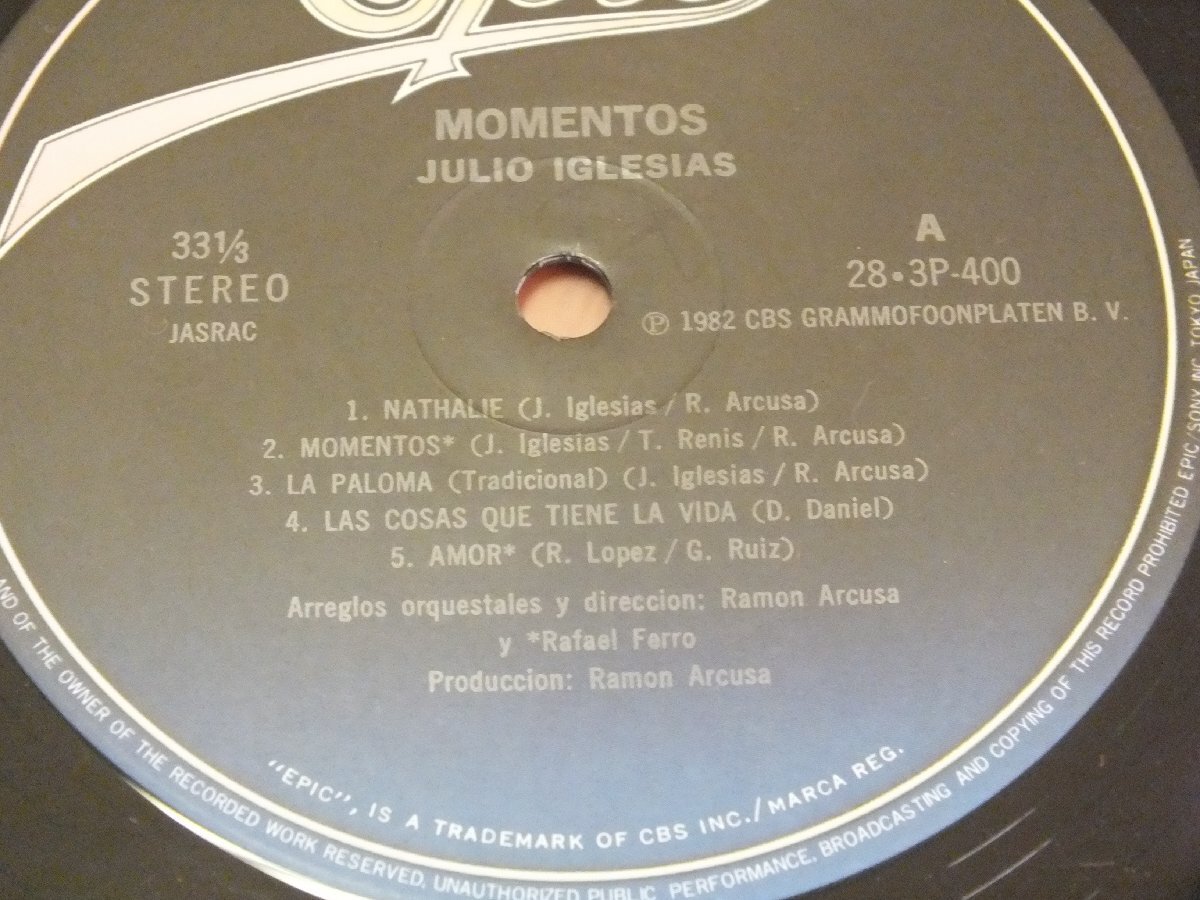 MOMENTOS
JULIO IGLESIAS
33⅓
STEREO
JASRAC
A
28・3P-400
Ⓟ 1982 CBS GRAMMOFOONPLATEN B. V.
1. NATHALIE (J. Iglesias / R. Arcusa)
2. MOMENTOS* (J. Iglesias / T. Renis / R. Arcusa)
3. LA PALOMA (Tradicional) (J. Iglesias / R. Arcusa)
4. LAS COSAS QUE TIENE LA VIDA (D. Daniel)
5. AMOR* (R. Lopez / G. Ruiz)
Arreglos orquestales y direccion: Ramon Arcusa
y *Rafael Ferro
Produccion: Ramon Arcusa
"EPIC", IS A TRADEMARK OF CBS INC./MARCA REG.
AND OF THE OWNER OF THE RECORDED WORK RESERVED. UNAUTHORIZED PUBLIC PERFORMANCE. BROADCASTING AND COPYING OF THIS RECORD PROHIBITED EPIC/SONY INC. TOKYO JAPAN